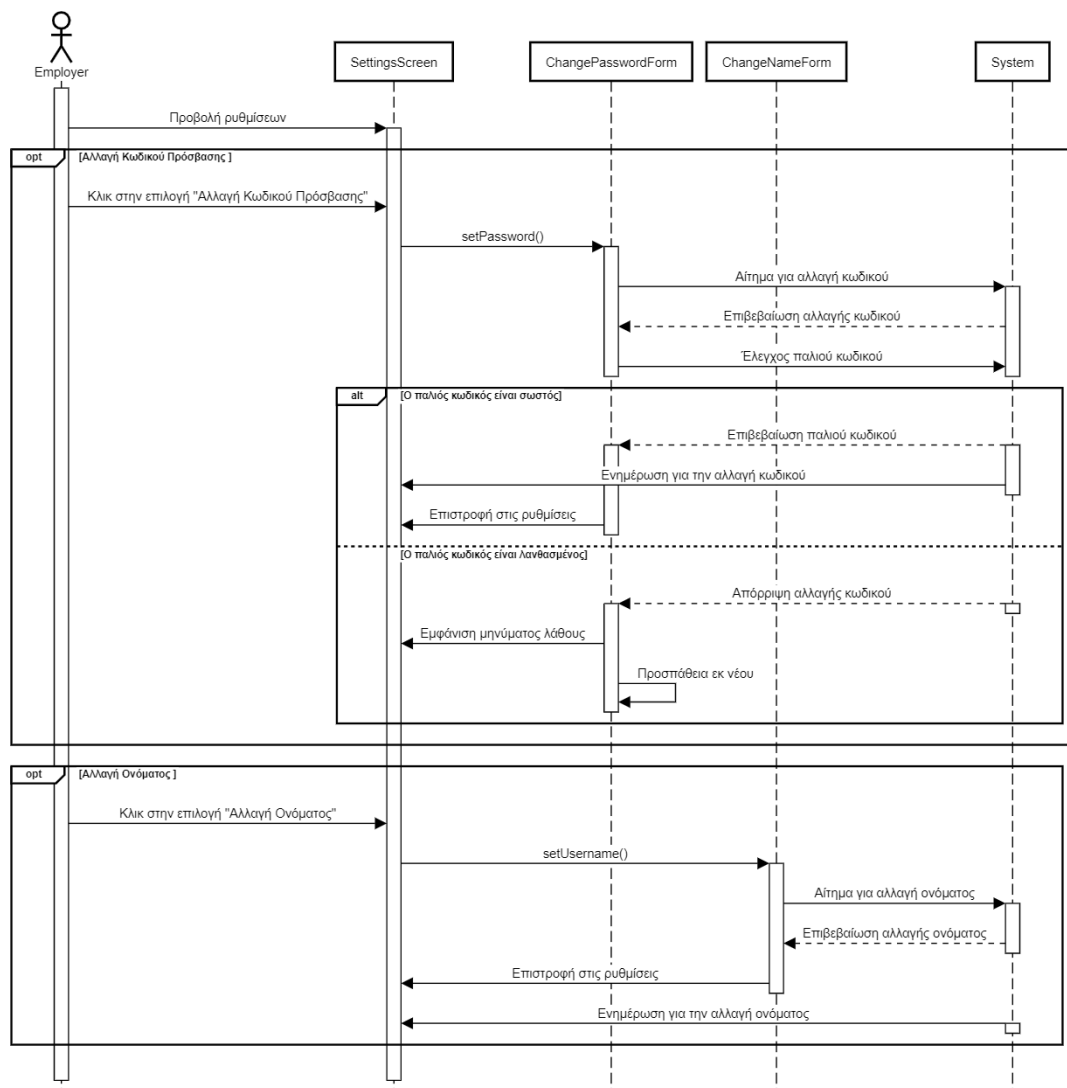 Employer
SettingsScreen
ChangePasswordForm
ChangeNameForm
System
Προβολή ρυθμίσεων
opt
[Αλλαγή Κωδικού Πρόσβασης ]
Κλικ στην επιλογή "Αλλαγή Κωδικού Πρόσβασης"
setPassword()
Αίτημα για αλλαγή κωδικού
Επιβεβαίωση αλλαγής κωδικού
Έλεγχος παλιού κωδικού
alt
[Ο παλιός κωδικός είναι σωστός]
Επιβεβαίωση παλιού κωδικού
Ενημέρωση για την αλλαγή κωδικού
Επιστροφή στις ρυθμίσεις
[Ο παλιός κωδικός είναι λανθασμένος]
Απόρριψη αλλαγής κωδικού
Εμφάνιση μηνύματος λάθους
Προσπάθεια εκ νέου
opt
[Αλλαγή Ονόματος ]
Κλικ στην επιλογή "Αλλαγή Ονόματος"
setUsername()
Αίτημα για αλλαγή ονόματος
Επιβεβαίωση αλλαγής ονόματος
Επιστροφή στις ρυθμίσεις
Ενημέρωση για την αλλαγή ονόματος